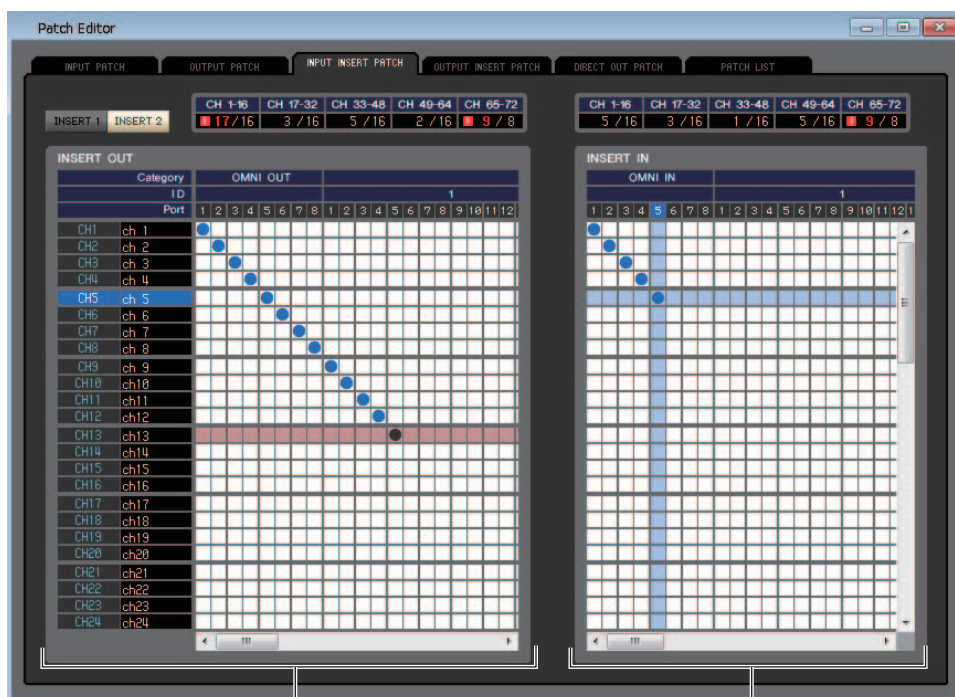 Patch Editor
INPUT PATCH OUTPUT PATCH INPUT INSERT PATCH OUTPUT INSERT PATCH DIRECT OUT PATCH PATCH LIST
INSERT 1 INSERT 2
CH 1-16 CH 17-32 CH 33-48 CH 49-64 CH 65-72
! 17/16 3 /16 5 /16 2 /16 ! 9 / 8
CH 1-16 CH 17-32 CH 33-48 CH 49-64 CH 65-72
5 /16 3 /16 1 /16 5 /16 ! 9 / 8
INSERT OUT
Category OMNI OUT
ID 1
Port 1 2 3 4 5 6 7 8 1 2 3 4 5 6 7 8 9 10 11 12
CH1 ch 1
CH2 ch 2
CH3 ch 3
CH4 ch 4
CH5 ch 5
CH6 ch 6
CH7 ch 7
CH8 ch 8
CH9 ch 9
CH10 ch10
CH11 ch11
CH12 ch12
CH13 ch13
CH14 ch14
CH15 ch15
CH16 ch16
CH17 ch17
CH18 ch18
CH19 ch19
CH20 ch20
CH21 ch21
CH22 ch22
CH23 ch23
CH24 ch24
INSERT IN
OMNI IN
1
1 2 3 4 5 6 7 8 1 2 3 4 5 6 7 8 9 10 11 12 1